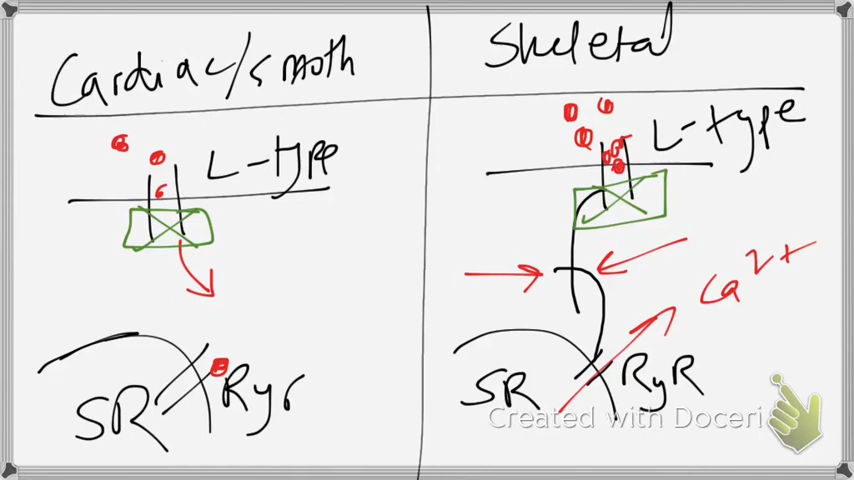 Cardiac/smoth
L-type
SR
Ryr
Skeletal
L-type
Ca2+
SR
RyR
Created with Doceri